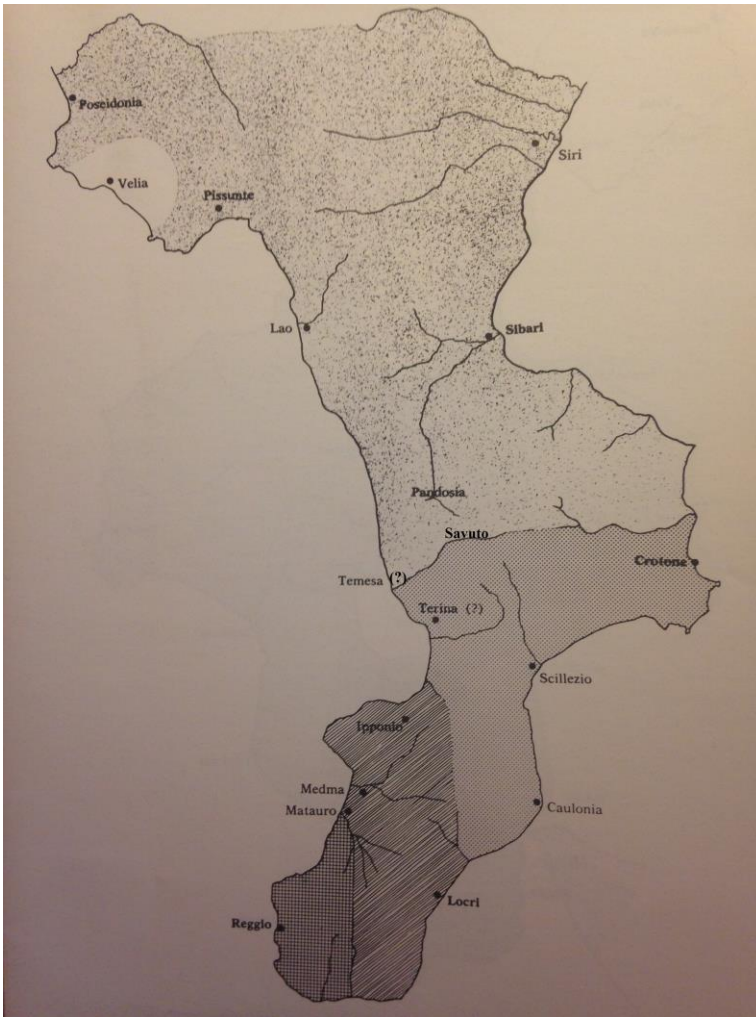 Poseidonia
Siri
Velia
Pissunte
Lao
Sibari
Pandosia
Savuto
Crotone
Temesa (?)
Terina (?)
Scillezio
Ipponio
Medma
Matauro
Caulonia
Locri
Reggio